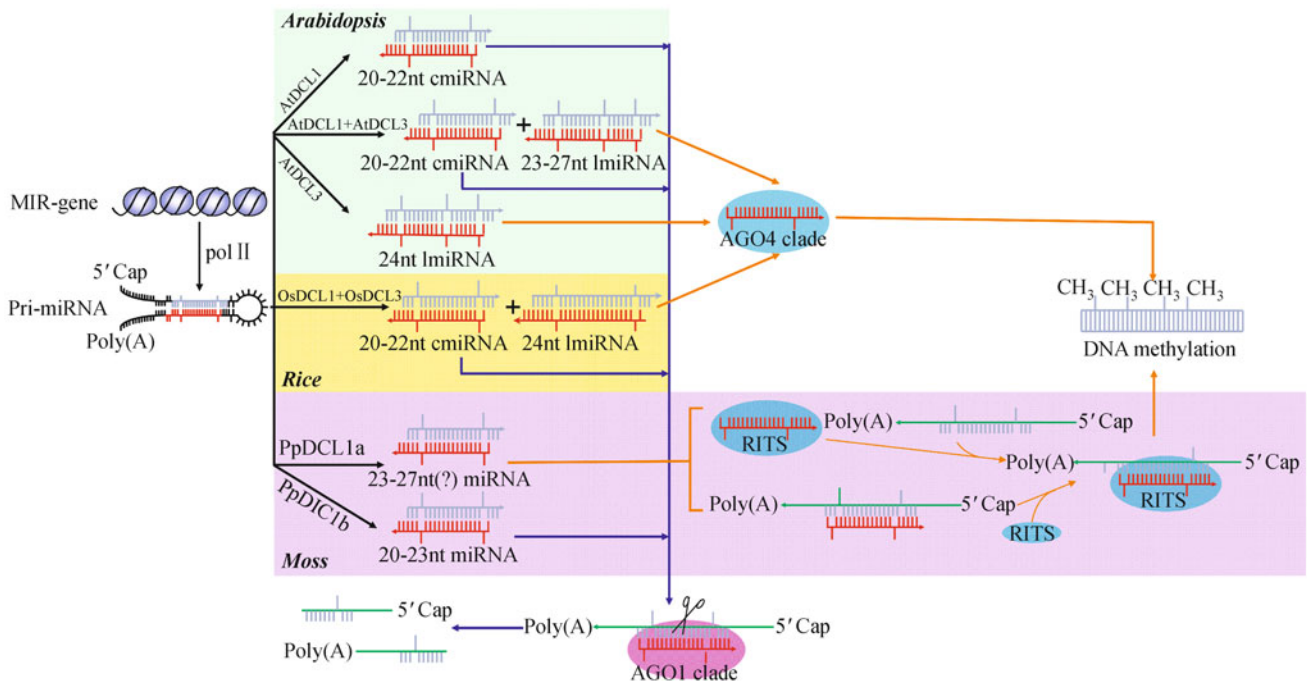 Arabidopsis
AtDCL1
20-22nt cmiRNA
AtDCL1+AtDCL3
+
20-22nt cmiRNA
23-27nt lmiRNA
AtDCL3
24nt lmiRNA
MIR-gene
pol II
5′ Cap
Pri-miRNA
Poly(A)
OsDCL1+OsDCL3
+
20-22nt cmiRNA
24nt lmiRNA
Rice
AGO4 clade
CH3 CH3 CH3 CH3
DNA methylation
PpDCL1a
23-27nt(?) miRNA
PpDIC1b
20-23nt miRNA
Moss
RITS
Poly(A)
5′ Cap
Poly(A)
5′ Cap
RITS
Poly(A)
5′ Cap
RITS
5′ Cap
Poly(A)
Poly(A)
5′ Cap
AGO1 clade